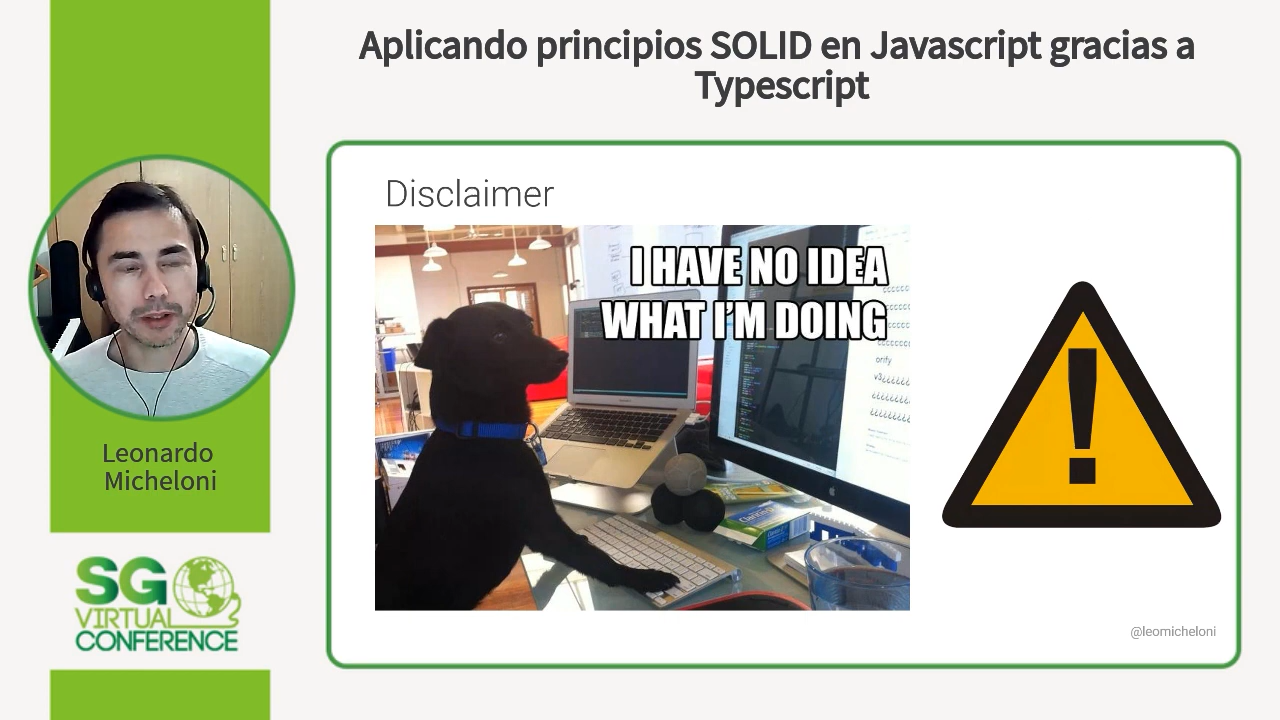 Aplicando principios SOLID en Javascript gracias a
Typescript
Disclaimer
I HAVE NO IDEA
WHAT I'M DOING
orify
@leomicheloni
Leonardo
Micheloni
SG
VIRTUAL
CONFERENCE